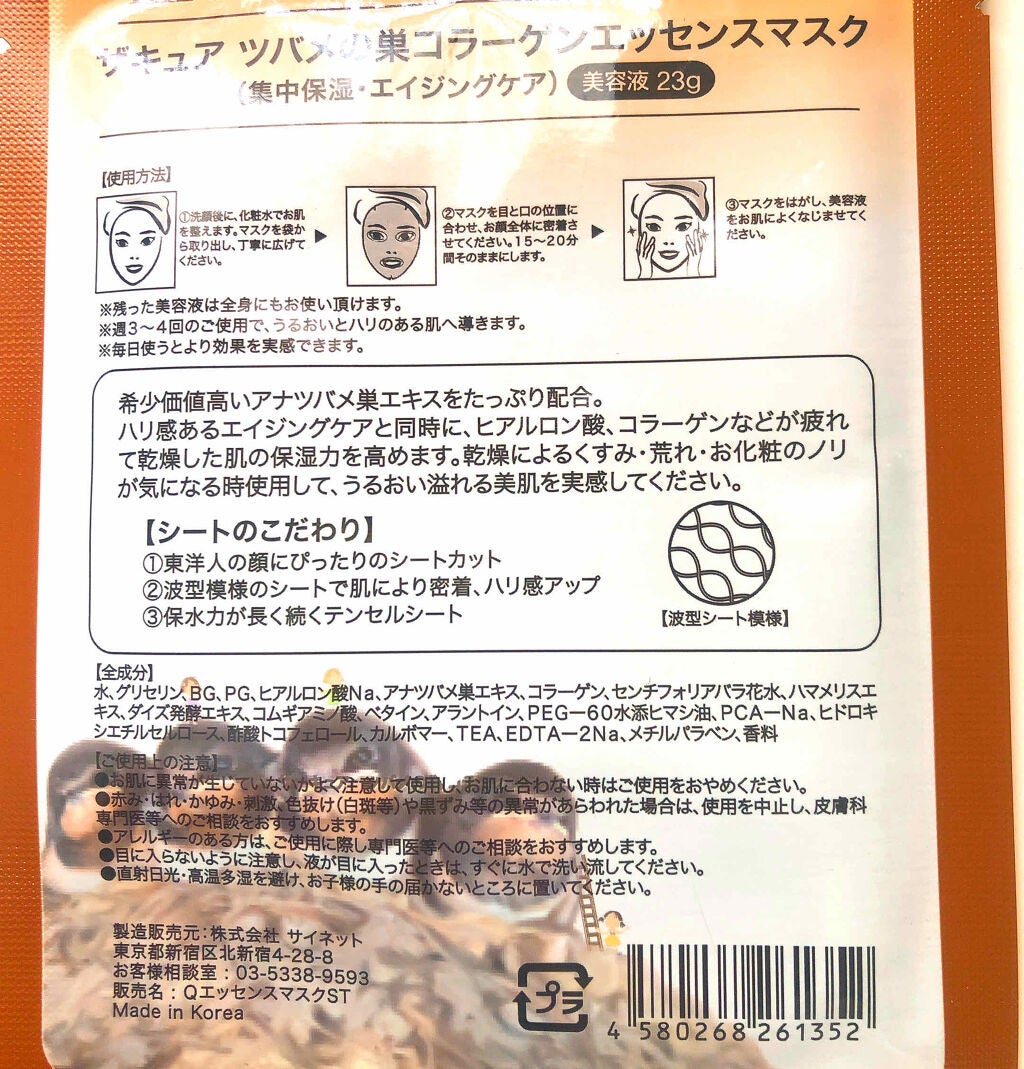 ザキュア ツバメの巣コラーゲンエッセンスマスク
(集中保湿・エイジングケア) 美容液 23g
【使用方法】
①洗顔後に、化粧水でお肌
を整えます。マスクを袋か
ら取り出し、丁寧に広げて
ください。
▶
②マスクを目と口の位置に
合わせ、お顔全体に密着さ
せてください。15〜20分
間そのままにします。
▶
③マスクをはがし、美容液
をお肌によくなじませてく
ださい。
※残った美容液は全身にもお使い頂けます。
※週3〜4回のご使用で、うるおいとハリのある肌へ導きます。
※毎日使うとより効果を実感できます。
希少価値高いアナツバメ巣エキスをたっぷり配合。
ハリ感あるエイジングケアと同時に、ヒアルロン酸、コラーゲンなどが疲れ
て乾燥した肌の保湿力を高めます。乾燥によるくすみ・荒れ・お化粧のノリ
が気になる時使用して、うるおい溢れる美肌を実感してください。
【シートのこだわり】
①東洋人の顔にぴったりのシートカット
②波型模様のシートで肌により密着、ハリ感アップ
③保水力が長く続くテンセルシート
【波型シート模様】
【全成分】
水、グリセリン、BG、PG、ヒアルロン酸Na、アナツバメ巣エキス、コラーゲン、センチフォリアバラ花水、ハマメリスエ
キス、ダイズ発酵エキス、コムギアミノ酸、ベタイン、アラントイン、PEGー60水添ヒマシ油、PCAーNa、ヒドロキ
シエチルセルロース、酢酸トコフェロール、カルボマー、TEA、EDTAー2Na、メチルパラベン、香料
【ご使用上の注意】
●お肌に異常が生じていないかよく注意して使用し、お肌に合わない時はご使用をおやめください。
●赤み・はれ・かゆみ・刺激、色抜け(白斑等)や黒ずみ等の異常があらわれた場合は、使用を中止し、皮膚科
専門医等へのご相談をおすすめします。
●アレルギーのある方は、ご使用に際し専門医等へのご相談をおすすめします。
●目に入らないように注意し、液が目に入ったときは、すぐに水で洗い流してください。
●直射日光・高温多湿を避け、お子様の手の届かないところに置いてください。
製造販売元:株式会社 サイネット
東京都新宿区北新宿4-28-8
お客様相談室:03-5338-9593
販売名:QエッセンスマスクST
Made in Korea
プラ
4 580268 261352